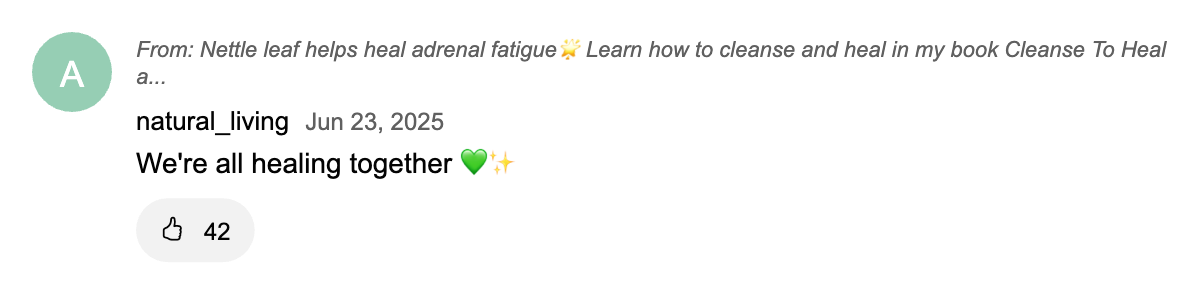 A
From: Nettle leaf helps heal adrenal fatigue🌟 Learn how to cleanse and heal in my book Cleanse To Heal
a...
natural_living Jun 23, 2025
We're all healing together 💚✨
42